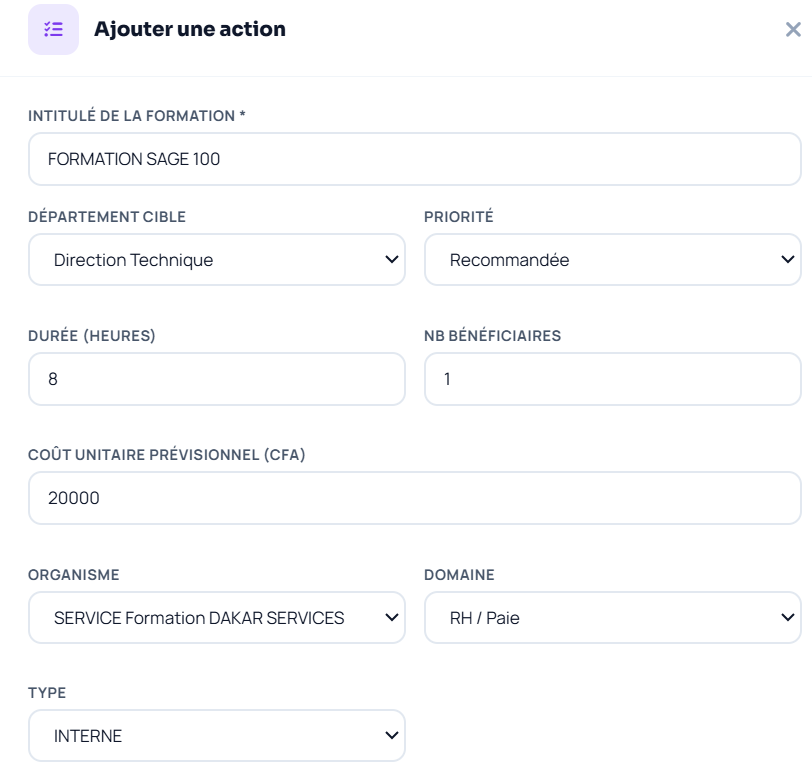 Ajouter une action
INTITULÉ DE LA FORMATION *
FORMATION SAGE 100
DÉPARTEMENT CIBLE
Direction Technique
PRIORITÉ
Recommandée
DURÉE (HEURES)
8
NB BÉNÉFICIAIRES
1
COÛT UNITAIRE PRÉVISIONNEL (CFA)
20000
ORGANISME
SERVICE Formation DAKAR SERVICES
DOMAINE
RH / Paie
TYPE
INTERNE